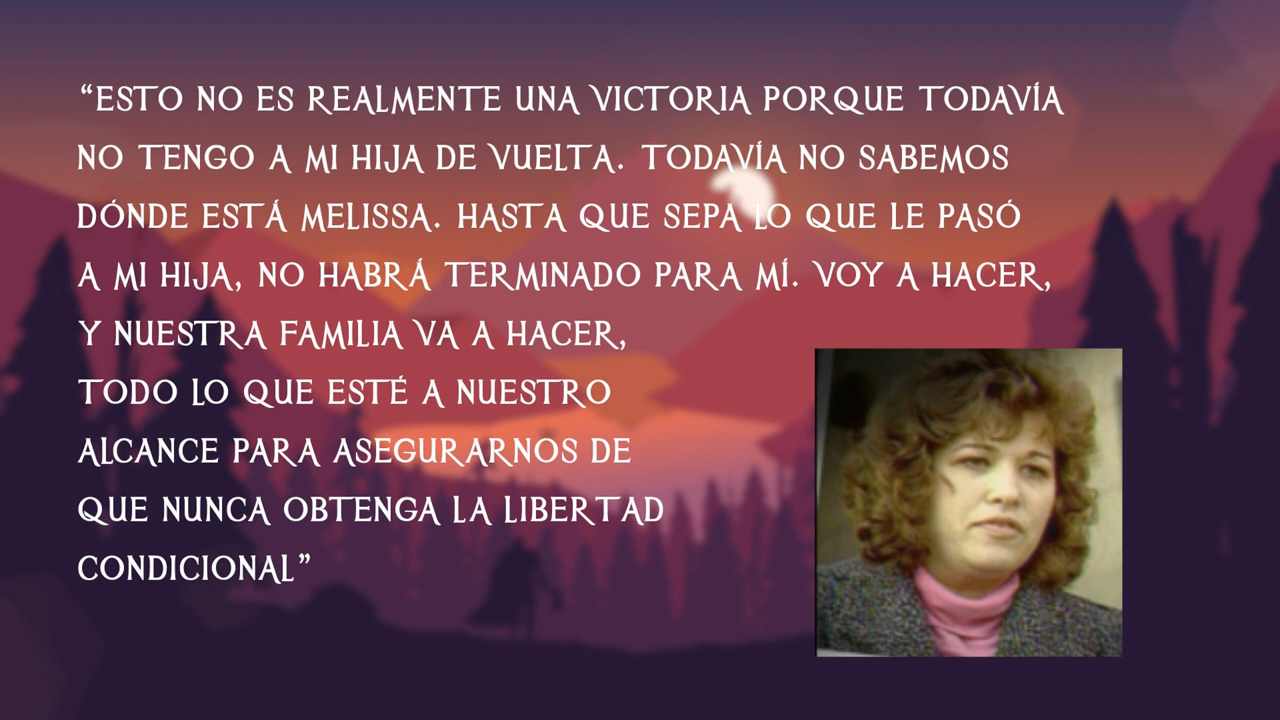 “ESTO NO ES REALMENTE UNA VICTORIA PORQUE TODAVÍA
NO TENGO A MI HIJA DE VUELTA. TODAVÍA NO SABEMOS
DÓNDE ESTÁ MELISSA. HASTA QUE SEPA LO QUE LE PASÓ
A MI HIJA, NO HABRÁ TERMINADO PARA MÍ. VOY A HACER,
Y NUESTRA FAMILIA VA A HACER,
TODO LO QUE ESTÉ A NUESTRO
ALCANCE PARA ASEGURARNOS DE
QUE NUNCA OBTENGA LA LIBERTAD
CONDICIONAL”